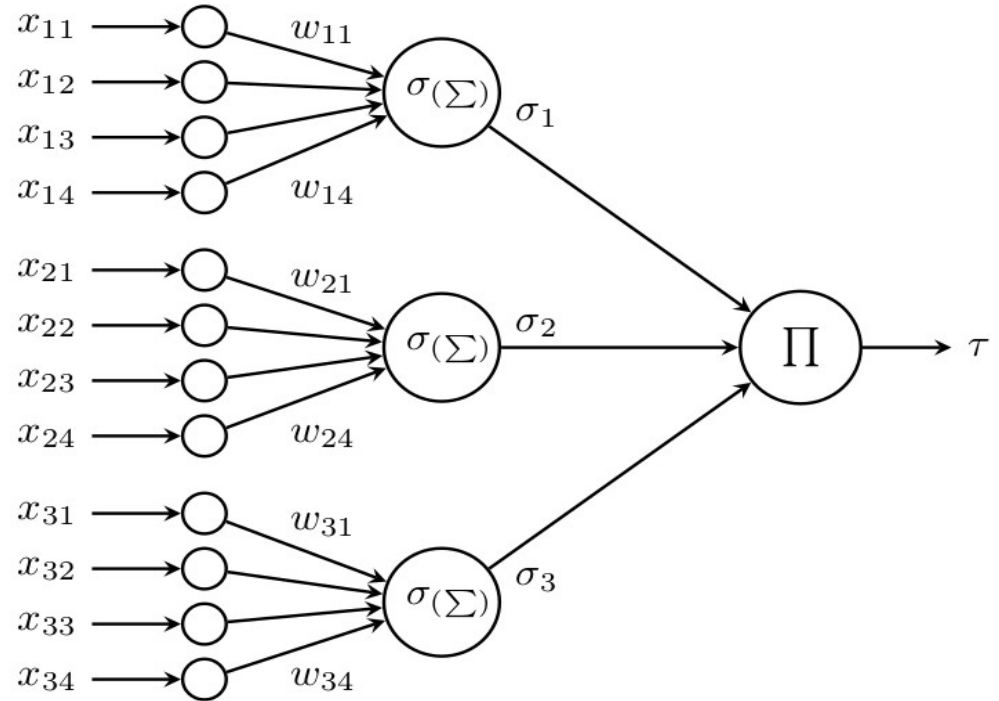 x₁₁ w₁₁
x₁₂ σ(∑) σ₁
x₁₃
x₁₄ w₁₄
x₂₁ w₂₁
x₂₂ σ(∑) σ₂ ∏ τ
x₂₃
x₂₄ w₂₄
x₃₁ w₃₁
x₃₂ σ(∑) σ₃
x₃₃
x₃₄ w₃₄